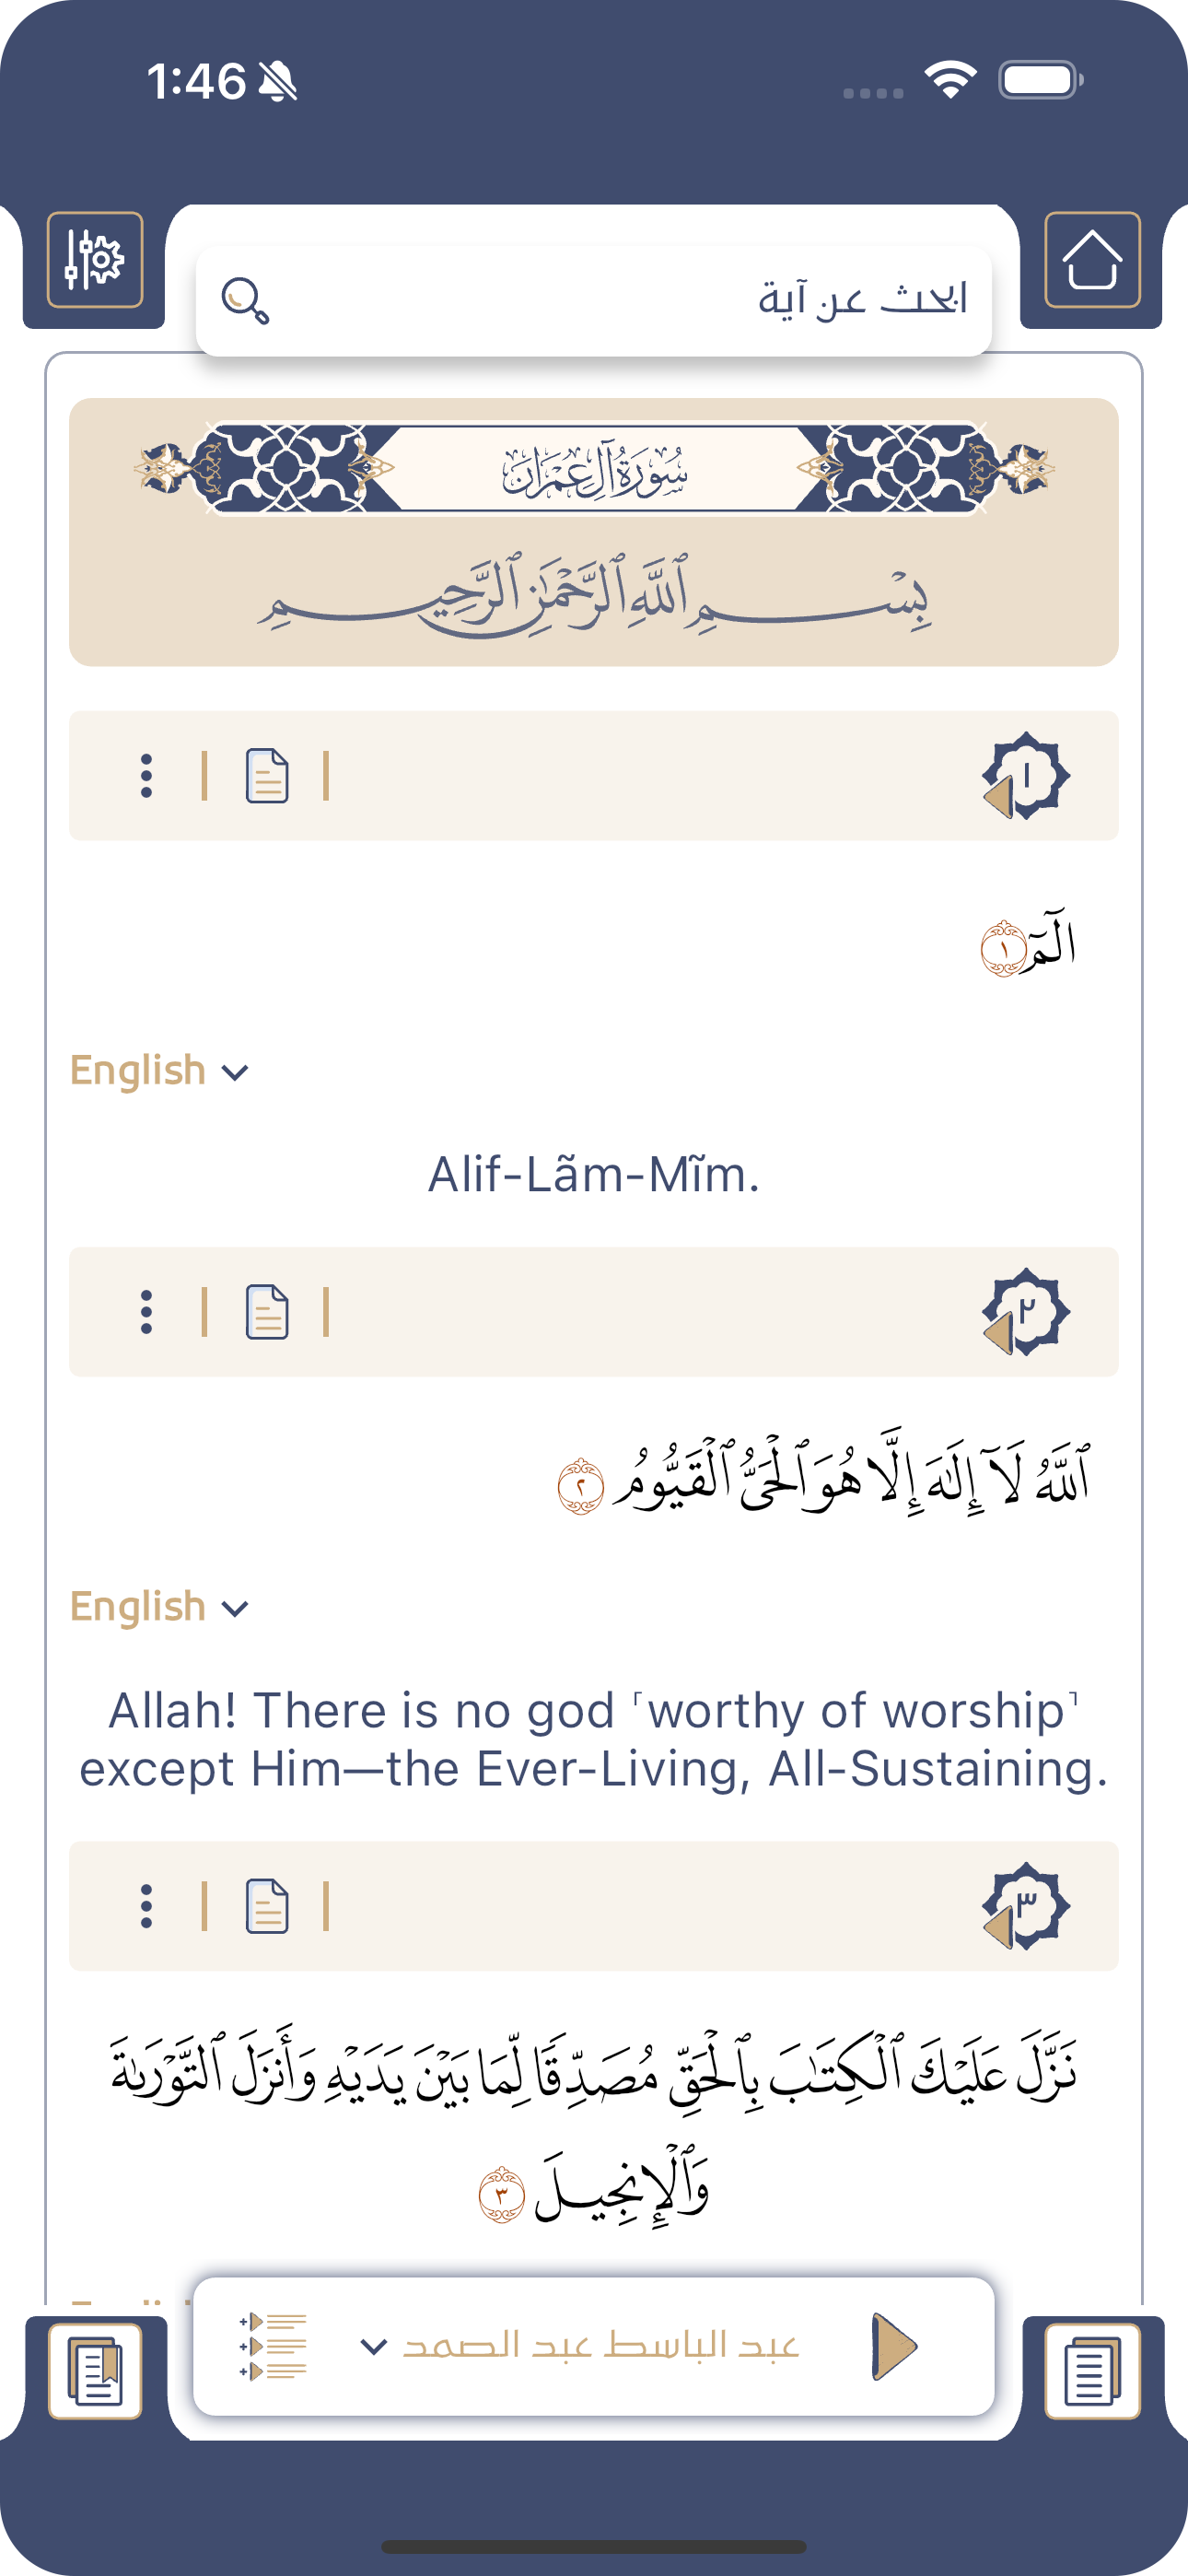 1:46
ابحث عن آية
سُورَةُ آلِ عِمۡرَان
بِسۡمِ ٱللَّهِ ٱلرَّحۡمَٰنِ ٱلرَّحِيمِ
١
الٓمٓ ١
English
Alif-Lãm-Mĩm.
٢
ٱللَّهُ لَآ إِلَٰهَ إِلَّا هُوَ ٱلۡحَيُّ ٱلۡقَيُّومُ ٢
English
Allah! There is no god ˹worthy of worship˺
except Him—the Ever-Living, All-Sustaining.
٣
نَزَّلَ عَلَيۡكَ ٱلۡكِتَٰبَ بِٱلۡحَقِّ مُصَدِّقٗا لِّمَا بَيۡنَ يَدَيۡهِ وَأَنزَلَ ٱلتَّوۡرَىٰةَ
وَٱلۡإِنجِيلَ ٣
عبد الباسط عبد الصمد